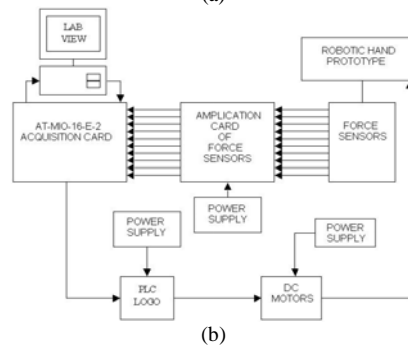 (a)
LAB
VIEW
ROBOTIC HAND
PROTOTYPE
AT-MIO-16-E-2
ACQUISITION CARD
AMPLICATION
CARD
OF
FORCE
SENSORS
FORCE
SENSORS
POWER
SUPPLY
POWER
SUPPLY
POWER
SUPPLY
PLC
LOGO
DC
MOTORS
(b)